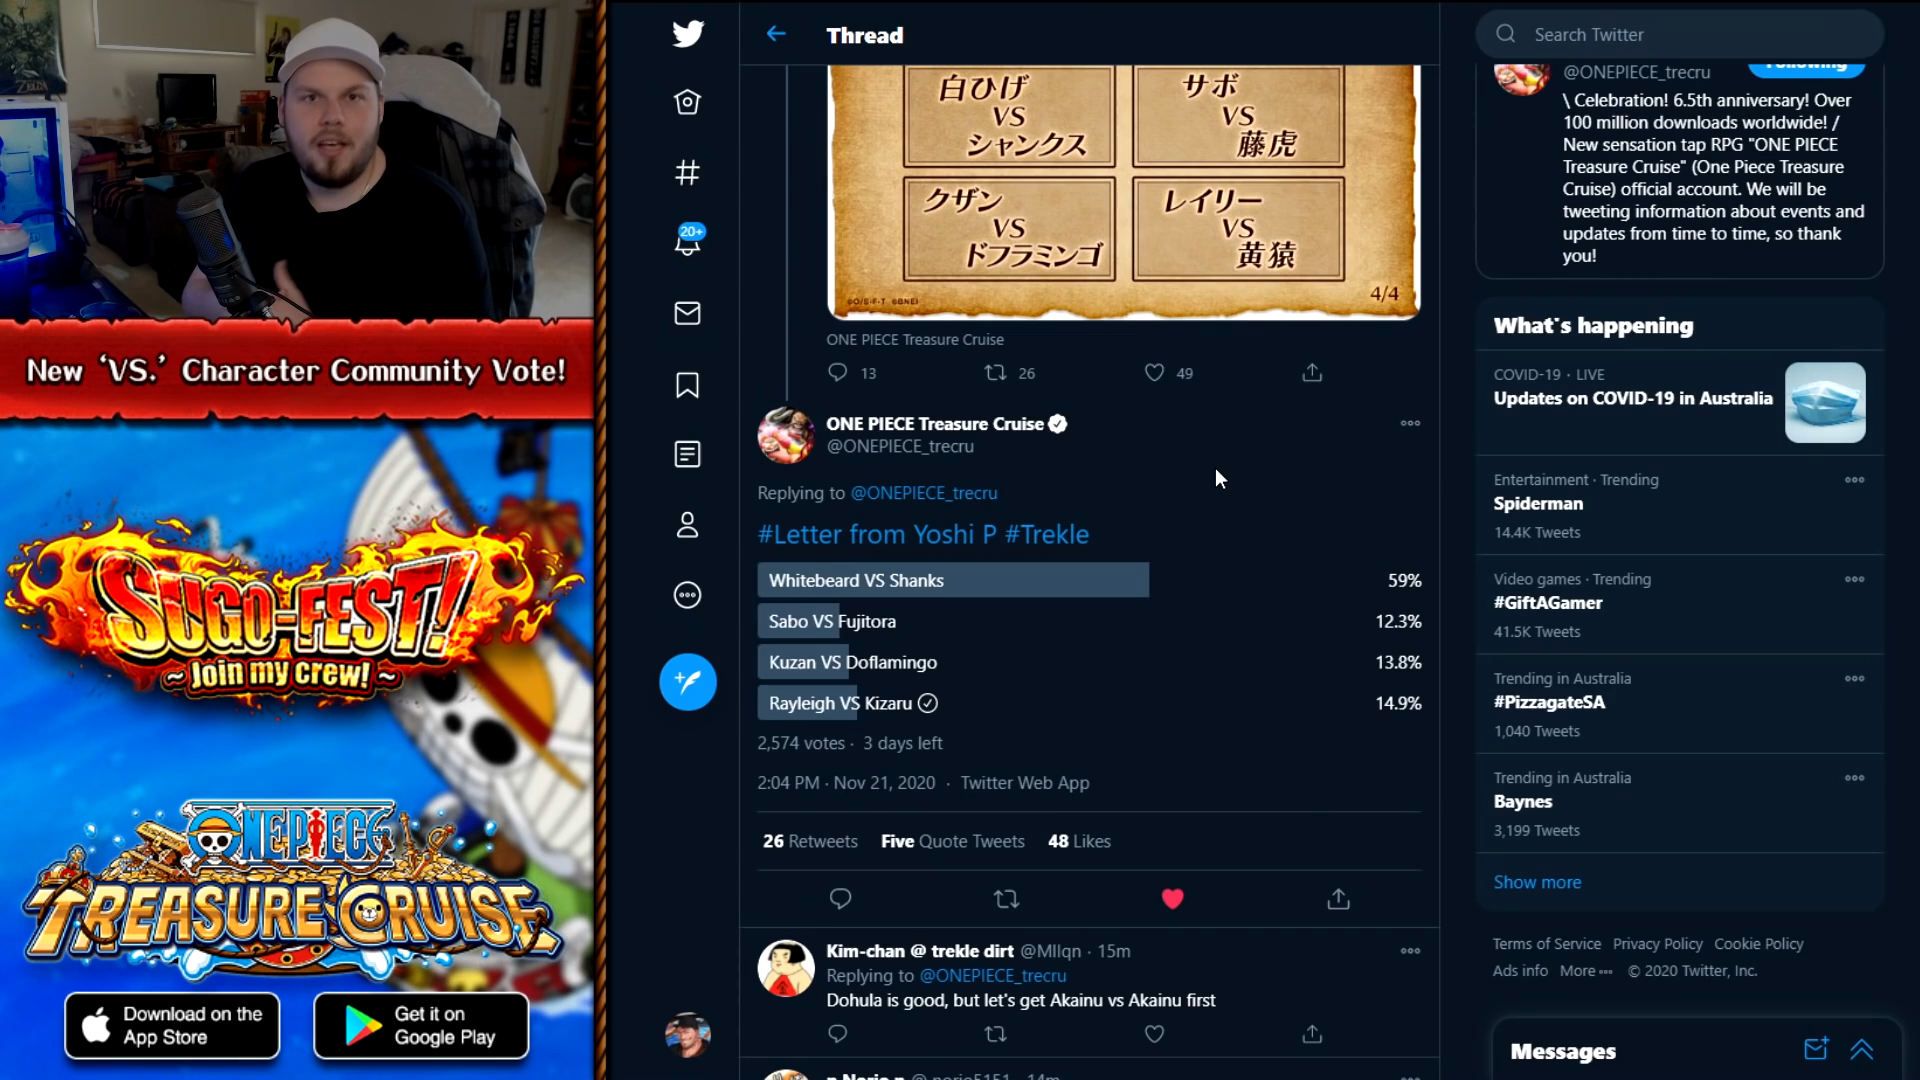 ZELDA
New 'VS.' Character Community Vote!
SUGO-FEST!
~Join my crew!~
ONE PIECE
TREASURE CRUISE
Download on the
App Store
Get it on
Google Play
20+
Thread
白ひげ
VS
シャンクス
サボ
VS
藤虎
クザン
VS
ドフラミンゴ
レイリー
VS
黄猿
4/4
ONE PIECE Treasure Cruise
13
26
49
ONE PIECE Treasure Cruise
@ONEPIECE_trecru
Replying to @ONEPIECE_trecru
#Letter from Yoshi P #Trekle
Whitebeard VS Shanks 59%
Sabo VS Fujitora 12.3%
Kuzan VS Doflamingo 13.8%
Rayleigh VS Kizaru 14.9%
2,574 votes · 3 days left
2:04 PM · Nov 21, 2020 · Twitter Web App
26 Retweets Five Quote Tweets 48 Likes
Kim-chan @ trekle dirt @Mllqn · 15m
Replying to @ONEPIECE_trecru
Dohula is good, but let's get Akainu vs Akainu first
Search Twitter
@ONEPIECE_trecru
Following
\ Celebration! 6.5th anniversary! Over
100 million downloads worldwide! /
New sensation tap RPG "ONE PIECE
Treasure Cruise" (One Piece Treasure
Cruise) official account. We will be
tweeting information about events and
updates from time to time, so thank
you!
What's happening
COVID-19 · LIVE
Updates on COVID-19 in Australia
Entertainment · Trending
Spiderman
14.4K Tweets
Video games · Trending
#GiftAGamer
41.5K Tweets
Trending in Australia
#PizzagateSA
1,040 Tweets
Trending in Australia
Baynes
3,199 Tweets
Show more
Terms of Service Privacy Policy Cookie Policy
Ads info More © 2020 Twitter, Inc.
Messages